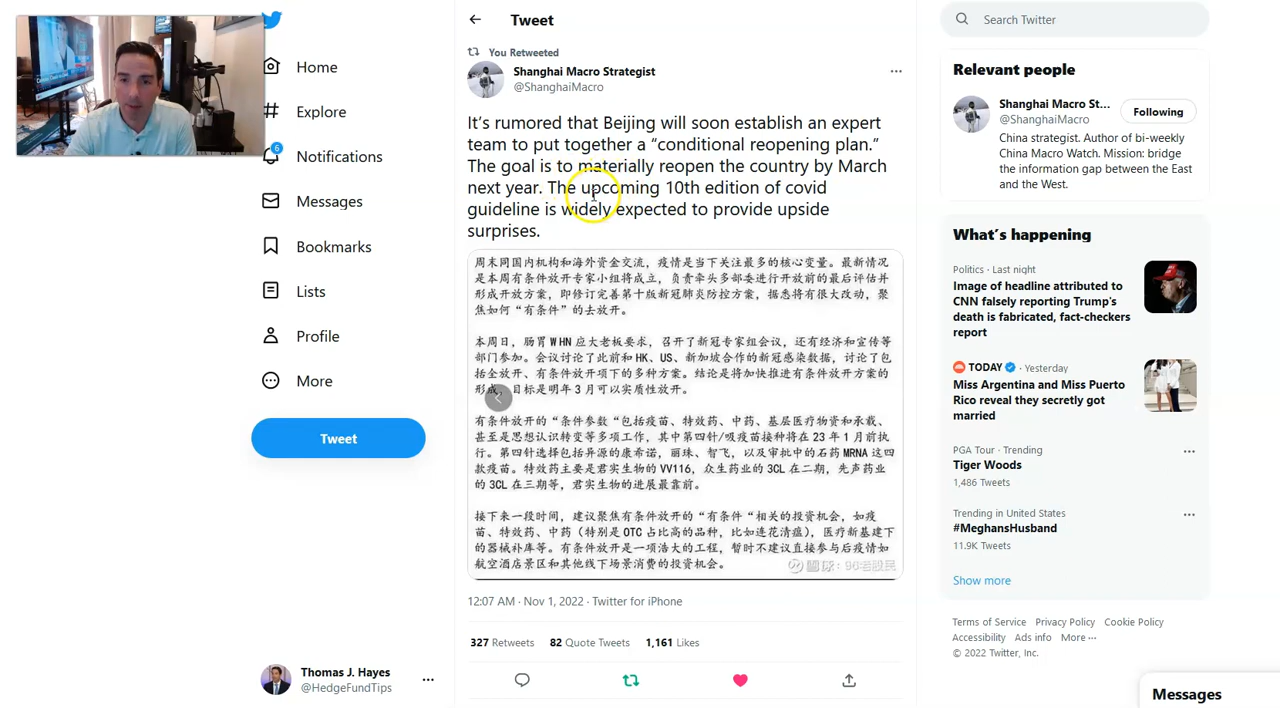 Home
Explore
6
Notifications
Messages
Bookmarks
Lists
Profile
More
Tweet
Thomas J. Hayes
@HedgeFundTips
Tweet
You Retweeted
Shanghai Macro Strategist
@ShanghaiMacro
It's rumored that Beijing will soon establish an expert
team to put together a “conditional reopening plan.”
The goal is to materially reopen the country by March
next year. The upcoming 10th edition of covid
guideline is widely expected to provide upside
surprises.
周末同国内机构和海外资金交流，疫情是当下关注最多的核心变量。最新情况
是本周有条件放开专家小组将成立，负责牵头多部委进行开放前的最后评估并
形成开放方案，即修订完善第十版新冠肺炎防控方案，据悉将有很大改动，聚
焦如何“有条件”的去放开。
本周日，肠胃WHN应大老板要求，召开了新冠专家组会议，还有经济和宣传等
部门参加。会议讨论了此前和HK、US、新加坡合作的新冠感染数据，讨论了包
括全放开、有条件放开项下的多种方案。结论是将加快推进有条件开放方案的
形成，目标是明年3月可以实质性放开。
有条件放开的“条件参数“包括疫苗、特效药、中药、基层医疗物资和承载、
甚至是思想认识转变等多项工作，其中第四针/吸疫苗接种将在23年1月前执
行。第四针选择包括异源的康希诺，丽珠、智飞，以及审批中的石药MRNA这四
款疫苗。特效药主要是君实生物的VV116，众生药业的3CL在二期，先声药业
的3CL在三期等，君实生物的进展最靠前。
接下来一段时间，建议聚焦有条件放开的“有条件“相关的投资机会，如疫
苗、特效药、中药（特别是OTC占比高的品种，比如连花清瘟），医疗新基建下
的器械补库等。有条件放开是一项浩大的工程，暂时不建议直接参与后疫情如
航空酒店景区和其他线下场景消费的投资机会。
12:07 AM · Nov 1, 2022 · Twitter for iPhone
327 Retweets 82 Quote Tweets 1,161 Likes
Search Twitter
Relevant people
Shanghai Macro St...
@ShanghaiMacro
Following
China strategist. Author of bi-weekly
China Macro Watch. Mission: bridge
the information gap between the East
and the West.
What's happening
Politics · Last night
Image of headline attributed to
CNN falsely reporting Trump's
death is fabricated, fact-checkers
report
TODAY · Yesterday
Miss Argentina and Miss Puerto
Rico reveal they secretly got
married
PGA Tour · Trending
Tiger Woods
1,486 Tweets
Trending in United States
#MeghansHusband
11.9K Tweets
Show more
Terms of Service Privacy Policy Cookie Policy
Accessibility Ads info More ···
© 2022 Twitter, Inc.
Messages